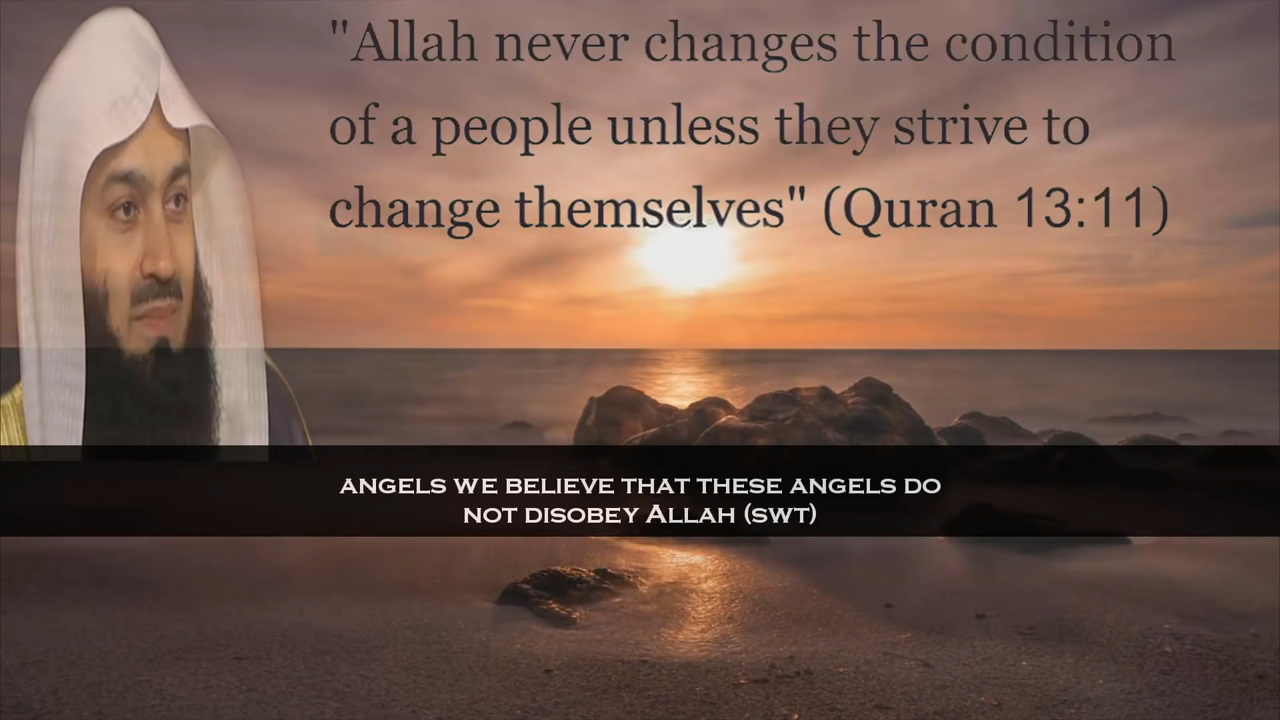 "Allah never changes the condition
of a people unless they strive to
change themselves" (Quran 13:11)
ANGELS WE BELIEVE THAT THESE ANGELS DO
NOT DISOBEY ALLAH (SWT)